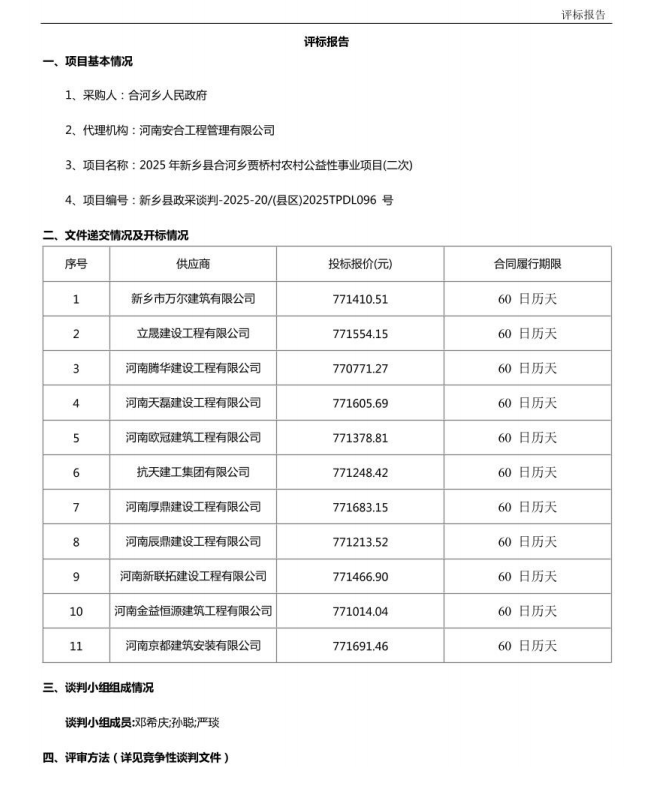 评标报告
评标报告
一、项目基本情况
1、采购人：合河乡人民政府
2、代理机构：河南安合工程管理有限公司
3、项目名称：2025年新乡县合河乡贾桥村农村公益性事业项目(二次)
4、项目编号：新乡县政采谈判-2025-20/(县区)2025TPDL096 号
二、文件递交情况及开标情况
序号 供应商 投标报价(元) 合同履行期限
1 新乡市万尔建筑有限公司 771410.51 60 日历天
2 立晟建设工程有限公司 771554.15 60 日历天
3 河南腾华建设工程有限公司 770771.27 60 日历天
4 河南天磊建设工程有限公司 771605.69 60 日历天
5 河南欧冠建筑工程有限公司 771378.81 60 日历天
6 抗天建工集团有限公司 771248.42 60 日历天
7 河南厚鼎建设工程有限公司 771683.15 60 日历天
8 河南辰鼎建设工程有限公司 771213.52 60 日历天
9 河南新联拓建设工程有限公司 771466.90 60 日历天
10 河南金益恒源建筑工程有限公司 771014.04 60 日历天
11 河南京都建筑安装有限公司 771691.46 60 日历天
三、谈判小组组成情况
谈判小组成员:邓希庆;孙聪;严琰
四、评审方法（详见竞争性谈判文件）